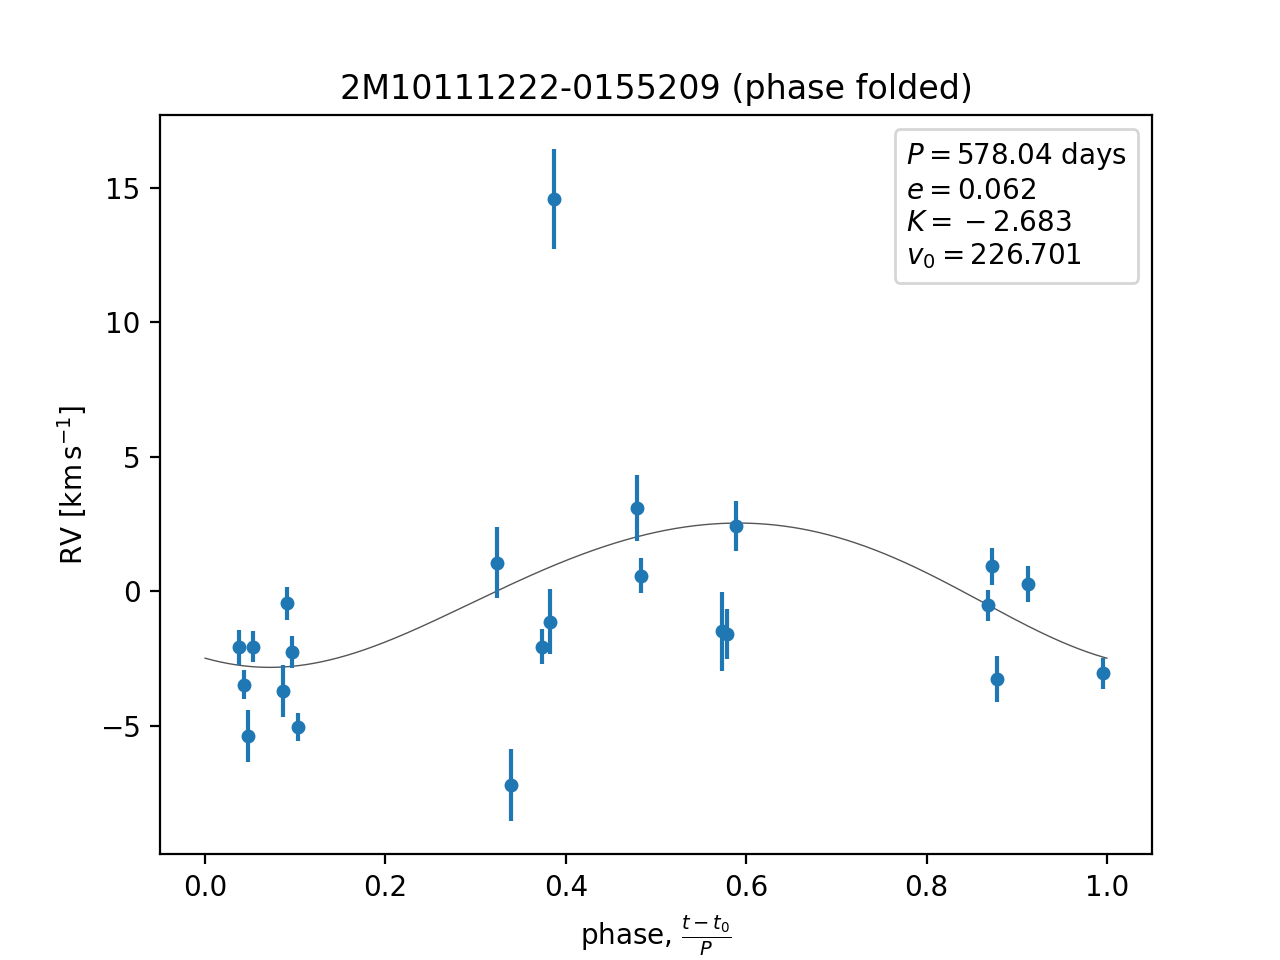 2M10111222-0155209 (phase folded)
P = 578.04 days
e = 0.062
K = −2.683
v₀ = 226.701
15
10
5
0
−5
RV [km s⁻¹]
0.0 0.2 0.4 0.6 0.8 1.0
phase, (t − t₀)/P